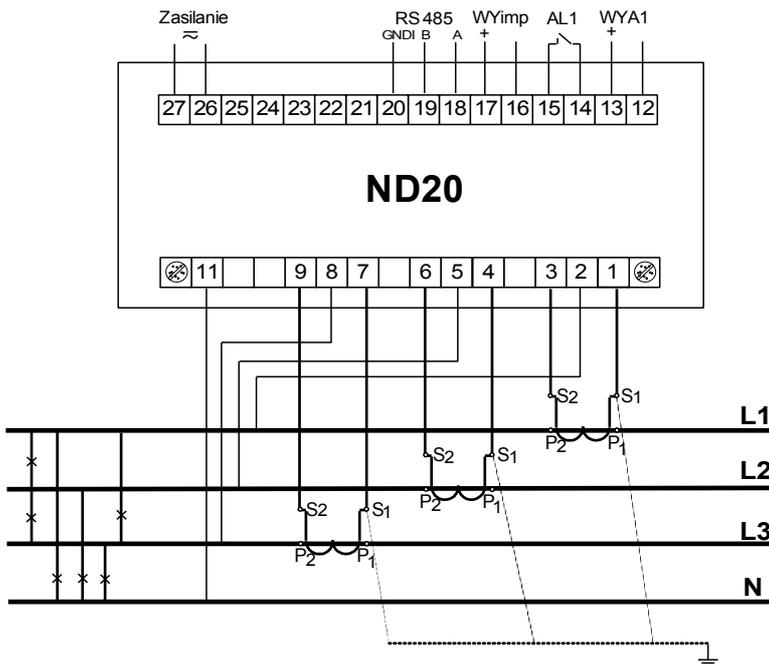 Zasilanie RS 485 WYimp AL1 WYA1
GNDI B A + +
27 26 25 24 23 22 21 20 19 18 17 16 15 14 13 12
ND20
11 9 8 7 6 5 4 3 2 1
S2 S1
L1
P2 P1
S2 S1
L2
P2 P1
S2 S1
L3
P2 P1
N